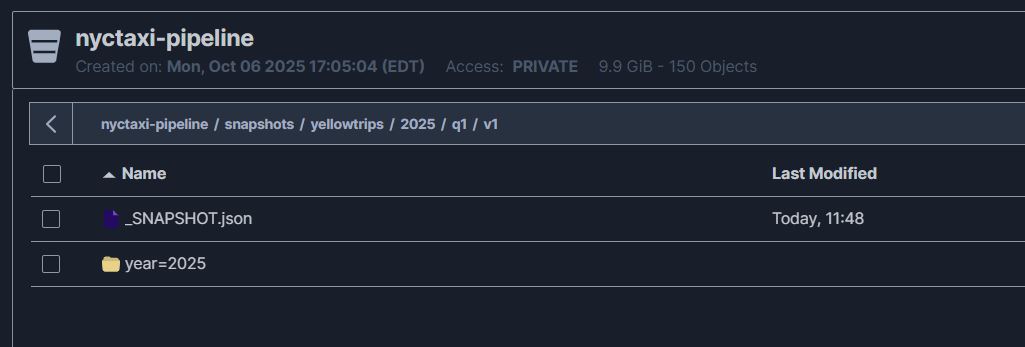 nyctaxi-pipeline
Created on: Mon, Oct 06 2025 17:05:04 (EDT) Access: PRIVATE 9.9 GiB - 150 Objects
nyctaxi-pipeline / snapshots / yellowtrips / 2025 / q1 / v1
Name Last Modified
_SNAPSHOT.json Today, 11:48
year=2025